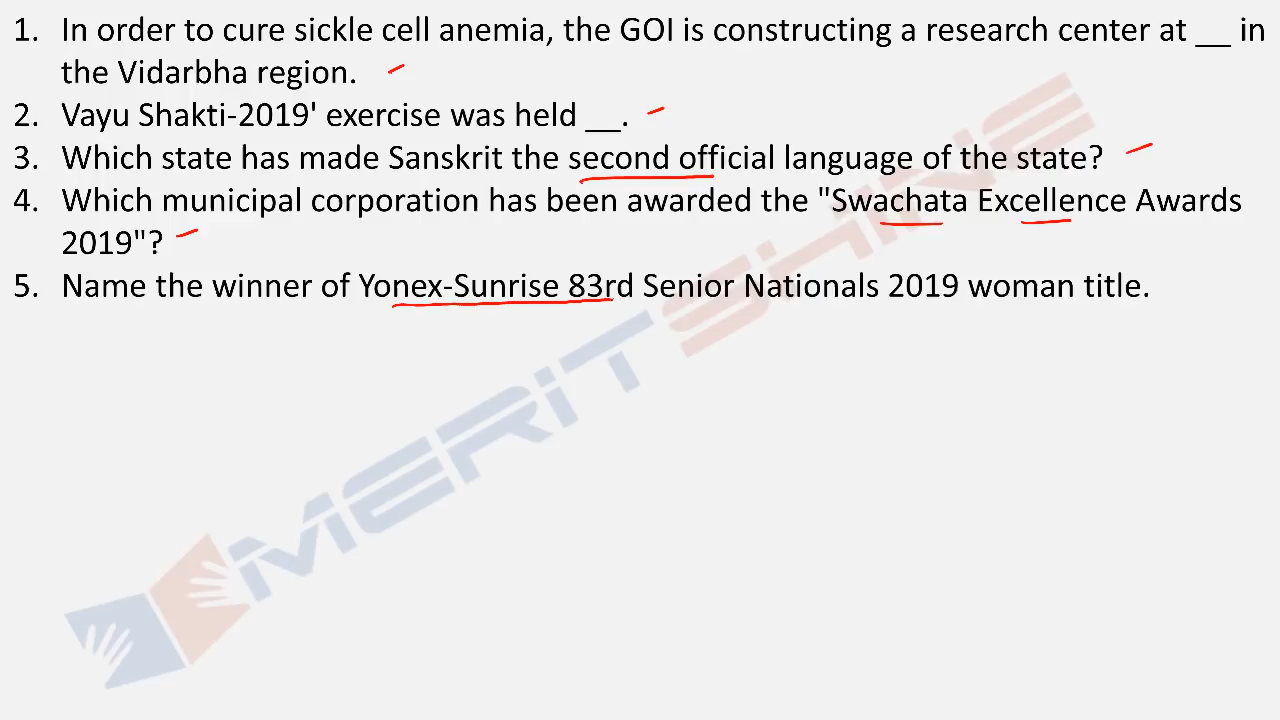 1. In order to cure sickle cell anemia, the GOI is constructing a research center at __ in
the Vidarbha region.
2. Vayu Shakti-2019' exercise was held __.
3. Which state has made Sanskrit the second official language of the state?
4. Which municipal corporation has been awarded the "Swachata Excellence Awards
2019"?
5. Name the winner of Yonex-Sunrise 83rd Senior Nationals 2019 woman title.
MERiTSHINE